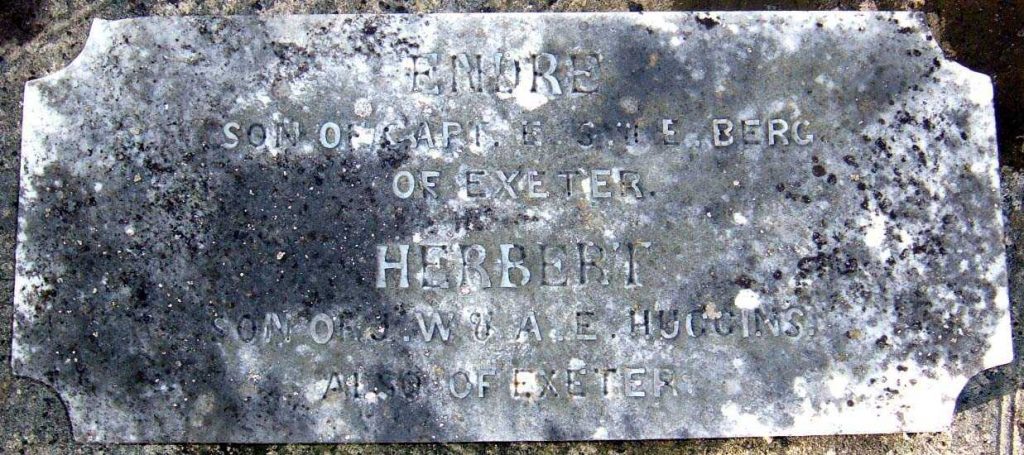 ENDRE
SON OF CAPT. E. E. BERG
OF EXETER.
HERBERT
SON OF J. W & A. E. HUGGINS.
ALSO OF EXETER